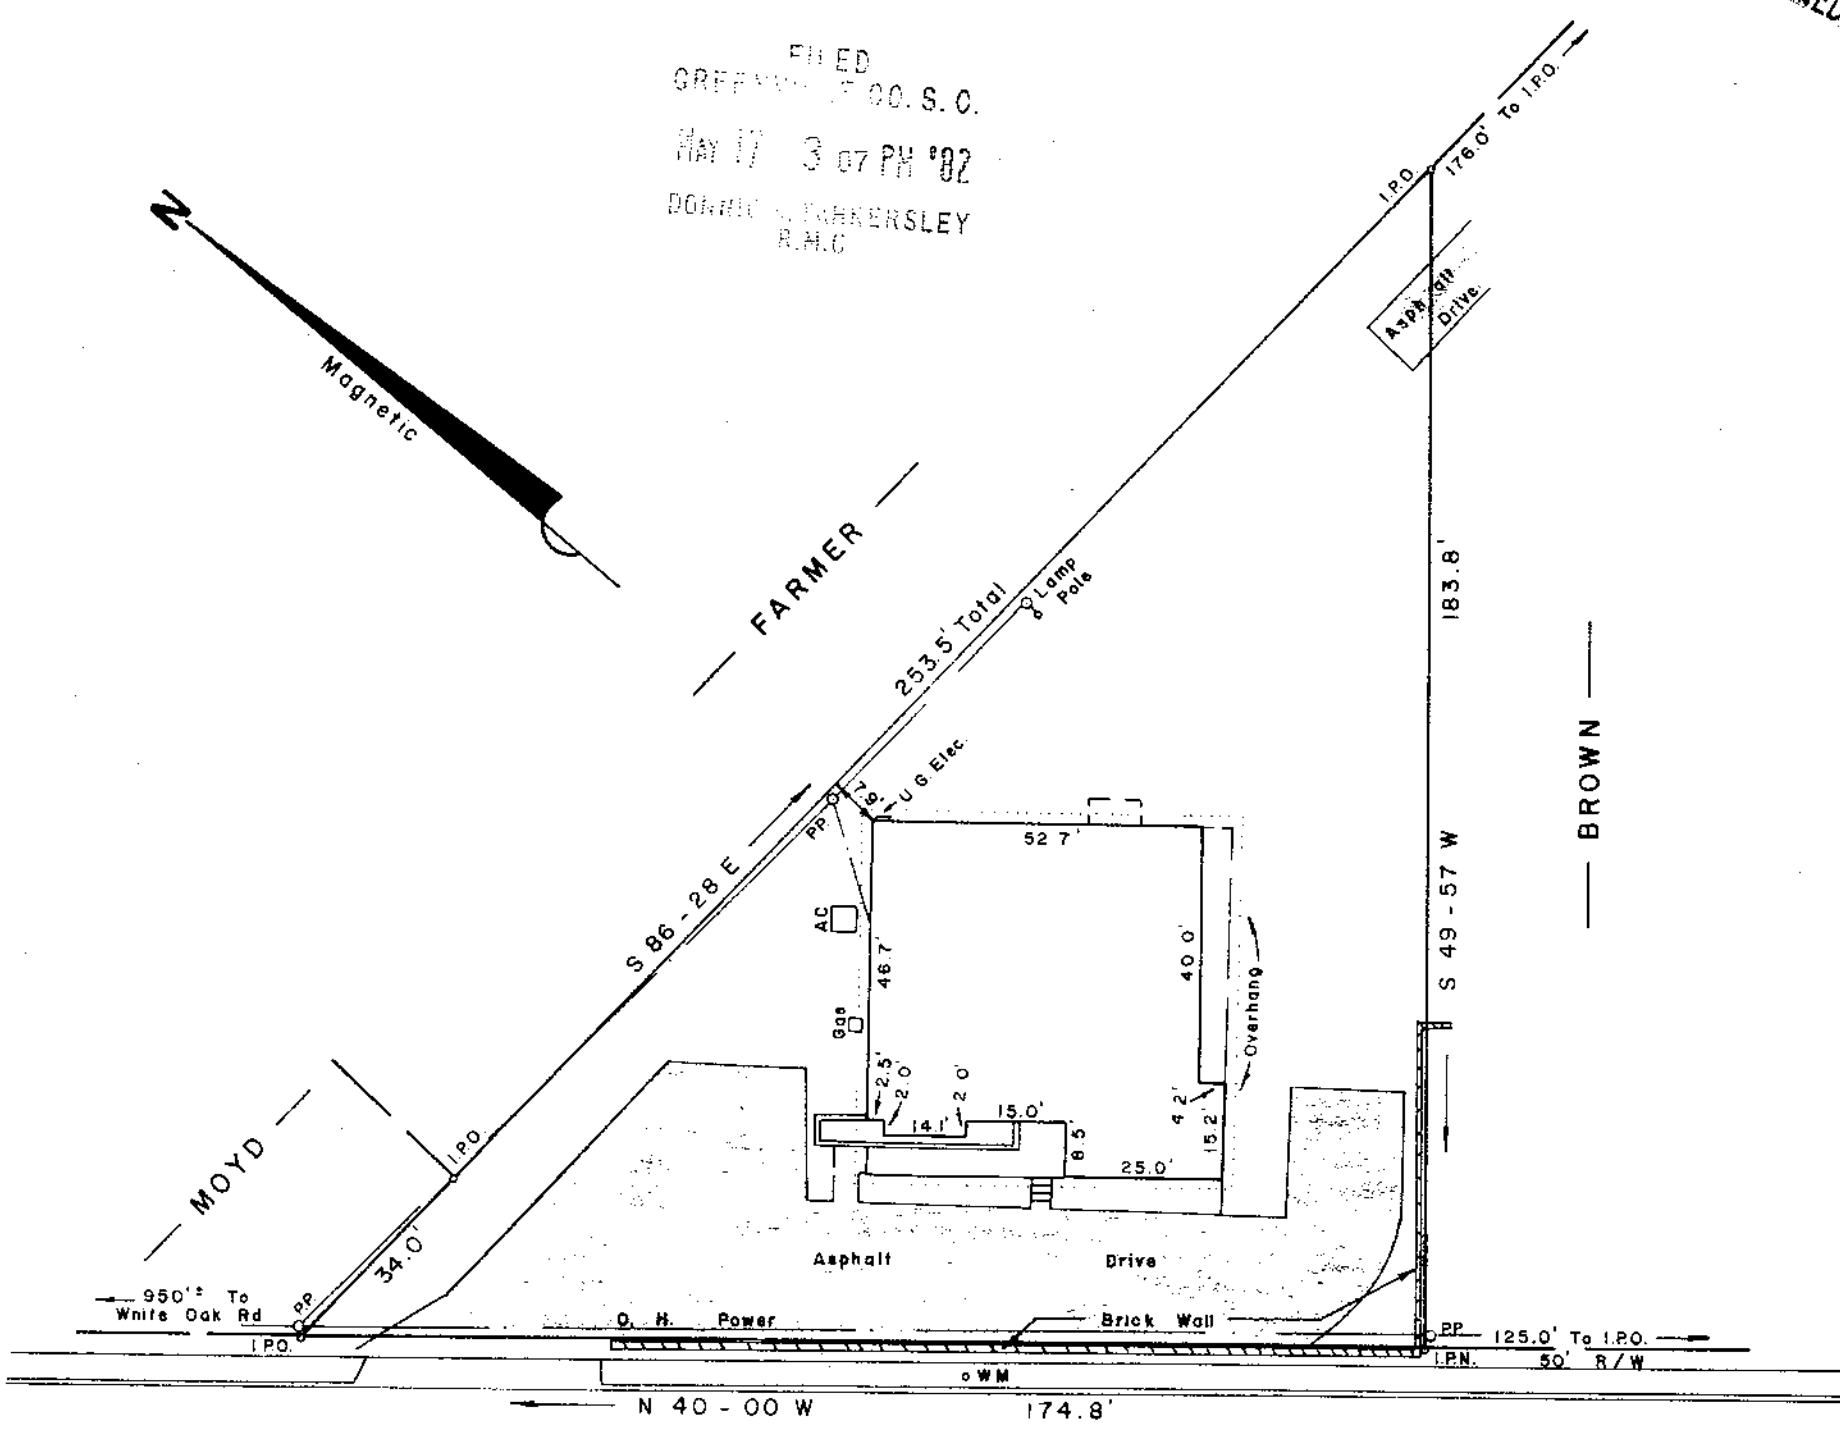 FILED
CO. S. C.
MAY 17 3 07 PM '82
R.M.C
N
Magnetic
176.0' To I.P.O.
I.P.O.
Asphalt
Drive
FARMER
Lamp
Pole
253.5' Total
183.8'
BROWN
7.9'
U G. Elec.
P.P.
52 7'
S 86 - 28 E
AC
S 49 - 57 W
46.7'
40 0'
Overhang
Gas
2.5'
2.0'
2 0'
15.0'
14.1'
8.5'
4 2'
15.2'
25.0'
MOYD
I.P.O.
34.0'
Asphalt Drive
950'± To
White Oak Rd
P.P.
O. H. Power
Brick Wall
P.P.
125.0' To I.P.O.
I.P.O.
I.P.N.
50' R / W
WM
N 40 - 00 W
174.8'